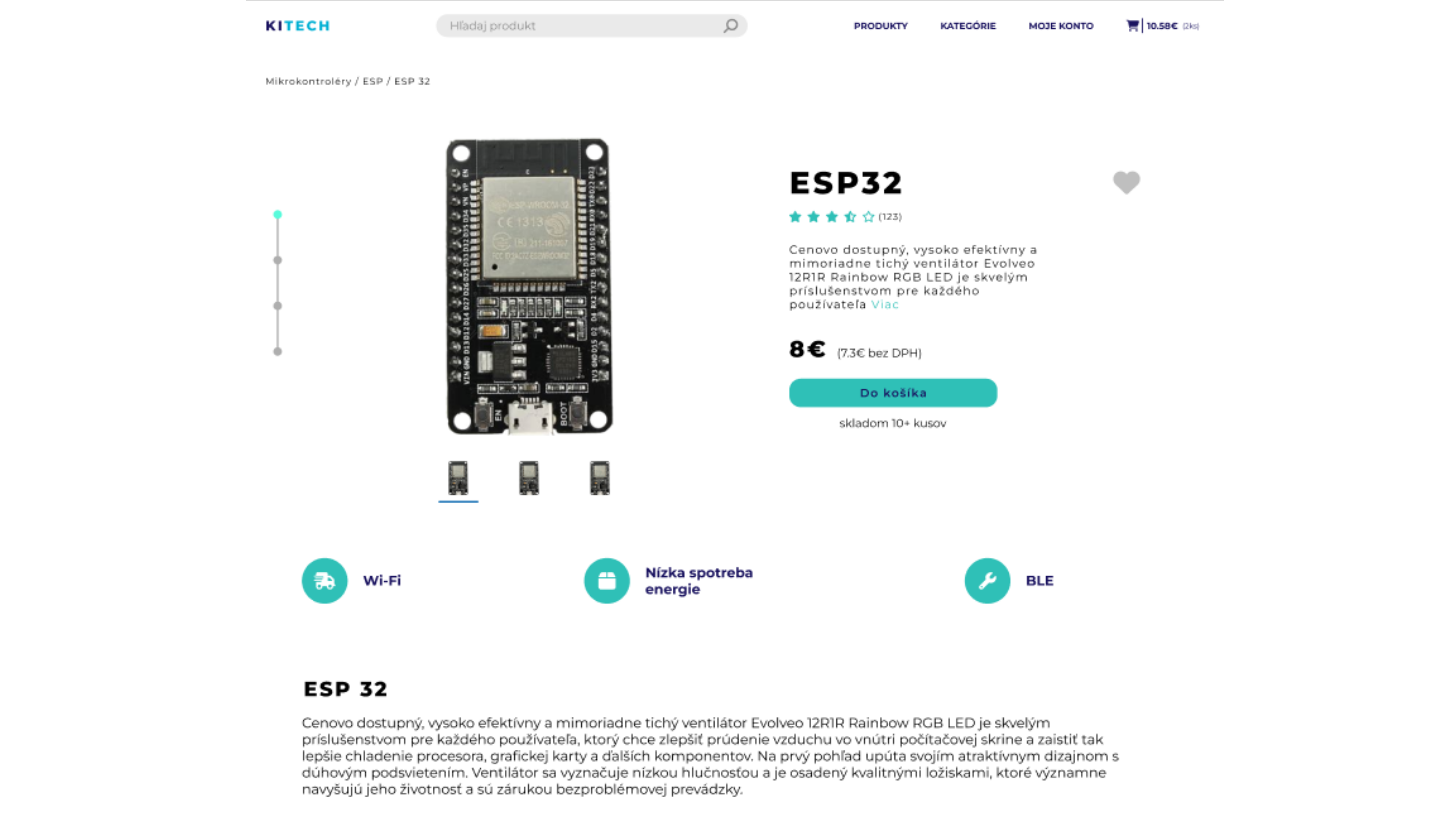 KITECH
Hľadaj produkt
PRODUKTY
KATEGÓRIE
MOJE KONTO
10.58€ (2ks)
Mikrokontroléry / ESP / ESP 32
ESP32
(123)
Cenovo dostupný, vysoko efektívny a
mimoriadne tichý ventilátor Evolveo
12R1R Rainbow RGB LED je skvelým
príslušenstvom pre každého
používateľa Viac
8€ (7.3€ bez DPH)
Do košíka
skladom 10+ kusov
EN
BOOT
Wi-Fi
Nízka spotreba
energie
BLE
ESP 32
Cenovo dostupný, vysoko efektívny a mimoriadne tichý ventilátor Evolveo 12R1R Rainbow RGB LED je skvelým
príslušenstvom pre každého používateľa, ktorý chce zlepšiť prúdenie vzduchu vo vnútri počítačovej skrine a zaistiť tak
lepšie chladenie procesora, grafickej karty a ďalších komponentov. Na prvý pohľad upúta svojím atraktívnym dizajnom s
dúhovým podsvietením. Ventilátor sa vyznačuje nízkou hlučnosťou a je osadený kvalitnými ložiskami, ktoré významne
navyšujú jeho životnosť a sú zárukou bezproblémovej prevádzky.